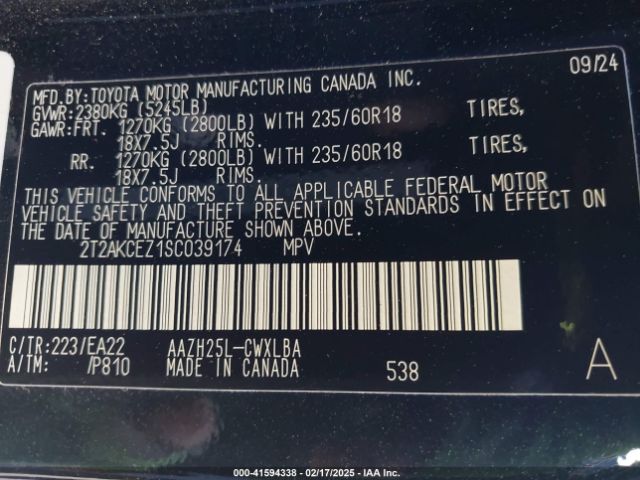 09/24
MFD.BY:TOYOTA MOTOR MANUFACTURING CANADA INC.
GVWR:2380KG (5245LB)
GAWR:FRT. 1270KG (2800LB) WITH 235/60R18 TIRES,
18X7.5J RIMS.
RR. 1270KG (2800LB) WITH 235/60R18 TIRES,
18X7.5J RIMS.
THIS VEHICLE CONFORMS TO ALL APPLICABLE FEDERAL MOTOR
VEHICLE SAFETY AND THEFT PREVENTION STANDARDS IN EFFECT ON
THE DATE OF MANUFACTURE SHOWN ABOVE.
2T2AKCEZ1SC039174 MPV
C/TR:223/EA22 AAZH25L-CWXLBA
A/TM: /P810 MADE IN CANADA 538 A
000-41594338 - 02/17/2025 - IAA Inc.